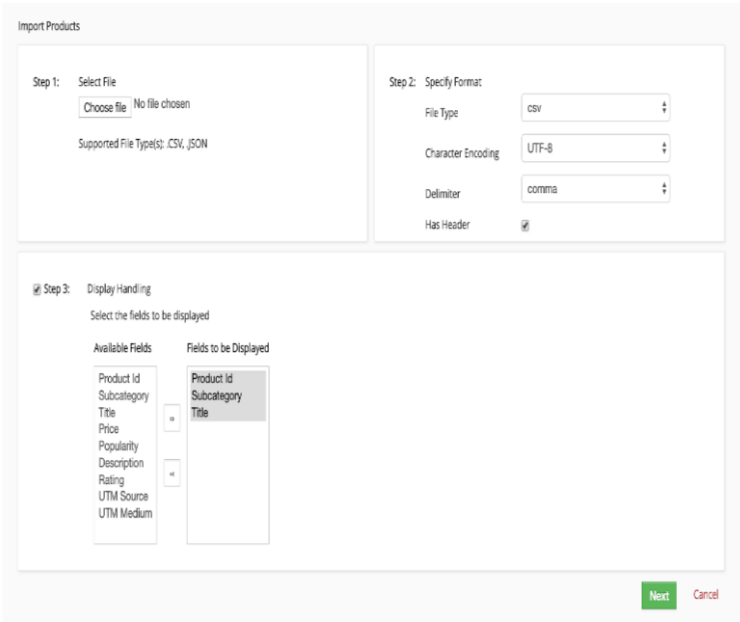 Import Products
Step 1: Select File
Choose file No file chosen
Supported File Type(s): .CSV, .JSON
Step 2: Specify Format
File Type csv
Character Encoding UTF-8
Delimiter comma
Has Header
Step 3: Display Handling
Select the fields to be displayed
Available Fields
Product Id
Subcategory
Title
Price
Popularity
Description
Rating
UTM Source
UTM Medium
Fields to be Displayed
Product Id
Subcategory
Title
Next Cancel